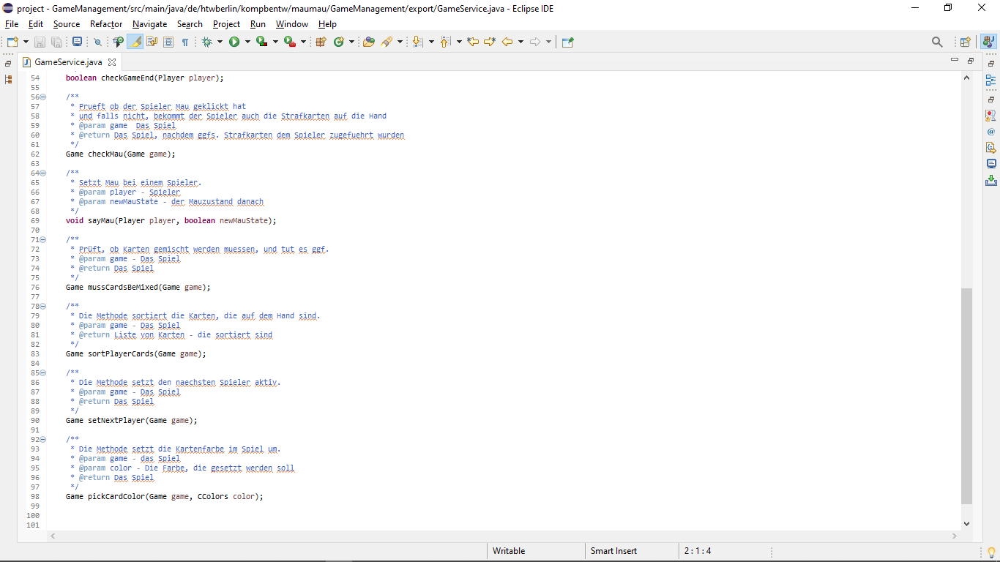 project - GameManagement/src/main/java/de/htwberlin/kompbentw/maumau/GameManagement/export/GameService.java - Eclipse IDE
File Edit Source Refactor Navigate Search Project Run Window Help
GameService.java
54 boolean checkGameEnd(Player player);
55
56 /**
57 * Prueft ob der Spieler Mau geklickt hat
58 * und falls nicht, bekommt der Spieler auch die Strafkarten auf die Hand
59 * @param game  Das Spiel
60 * @return Das Spiel, nachdem ggfs. Strafkarten dem Spieler zugefuehrt wurden
61 */
62 Game checkMau(Game game);
63
64 /**
65 * Setzt Mau bei einem Spieler.
66 * @param player - Spieler
67 * @param newMauState - der Mauzustand danach
68 */
69 void sayMau(Player player, boolean newMauState);
70
71 /**
72 * Prüft, ob Karten gemischt werden muessen, und tut es ggf.
73 * @param game - Das Spiel
74 * @return Das Spiel
75 */
76 Game mussCardsBeMixed(Game game);
77
78 /**
79 * Die Methode sortiert die Karten, die auf dem Hand sind.
80 * @param game - Das Spiel
81 * @return Liste von Karten - die sortiert sind
82 */
83 Game sortPlayerCards(Game game);
84
85 /**
86 * Die Methode setzt den naechsten Spieler aktiv.
87 * @param game - Das Spiel
88 * @return Das Spiel
89 */
90 Game setNextPlayer(Game game);
91
92 /**
93 * Die Methode setzt die Kartenfarbe im Spiel um.
94 * @param game - das Spiel
95 * @param color - Die Farbe, die gesetzt werden soll
96 * @return Das Spiel
97 */
98 Game pickCardColor(Game game, CColors color);
99
100
101
Writable Smart Insert 2 : 1 : 4